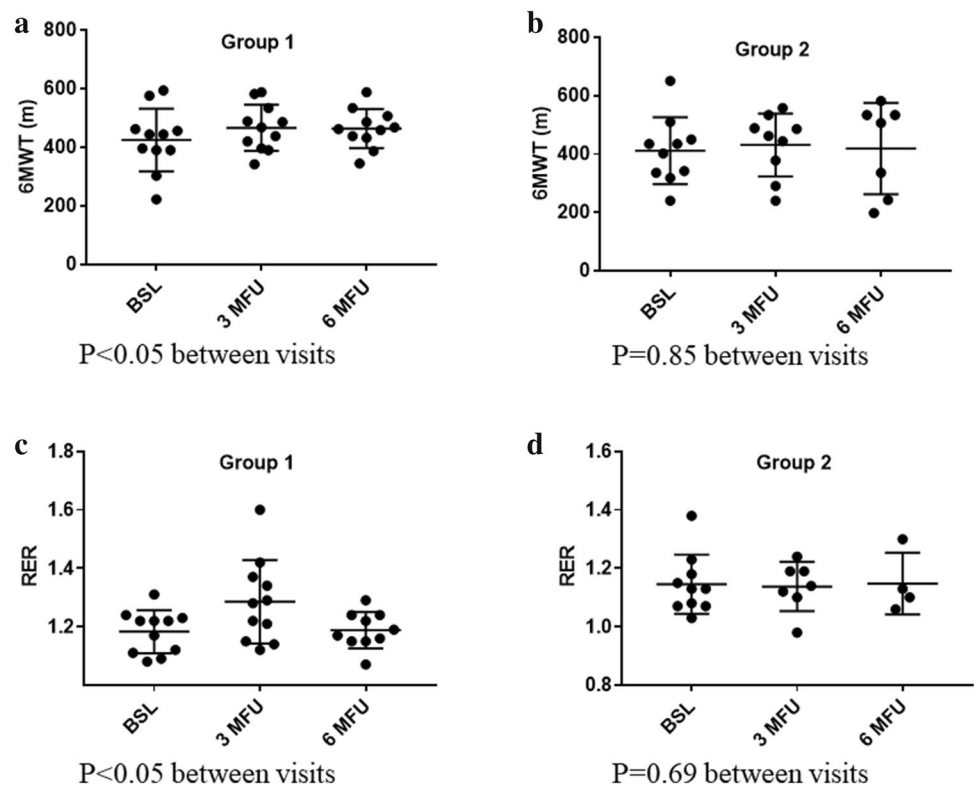 a
Group 1
800
600
400
200
0
6MWT (m)
BSL
3 MFU
6 MFU
P<0.05 between visits
b
Group 2
800
600
400
200
0
6MWT (m)
BSL
3 MFU
6 MFU
P=0.85 between visits
c
Group 1
1.8
1.6
1.4
1.2
RER
BSL
3 MFU
6 MFU
P<0.05 between visits
d
Group 2
1.6
1.4
1.2
1.0
0.8
RER
BSL
3 MFU
6 MFU
P=0.69 between visits